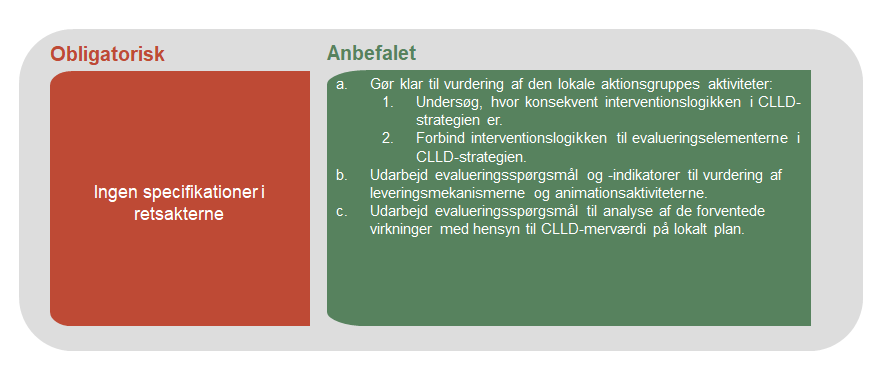 Obligatorisk
Ingen specifikationer i
retsakterne
Anbefalet
a. Gør klar til vurdering af den lokale aktionsgruppes aktiviteter:
1. Undersøg, hvor konsekvent interventionslogikken i CLLD-
strategien er.
2. Forbind interventionslogikken til evalueringselementerne i
CLLD-strategien.
b. Udarbejd evalueringsspørgsmål og -indikatorer til vurdering af
leveringsmekanismerne og animationsaktiviteterne.
c. Udarbejd evalueringsspørgsmål til analyse af de forventede
virkninger med hensyn til CLLD-merværdi på lokalt plan.